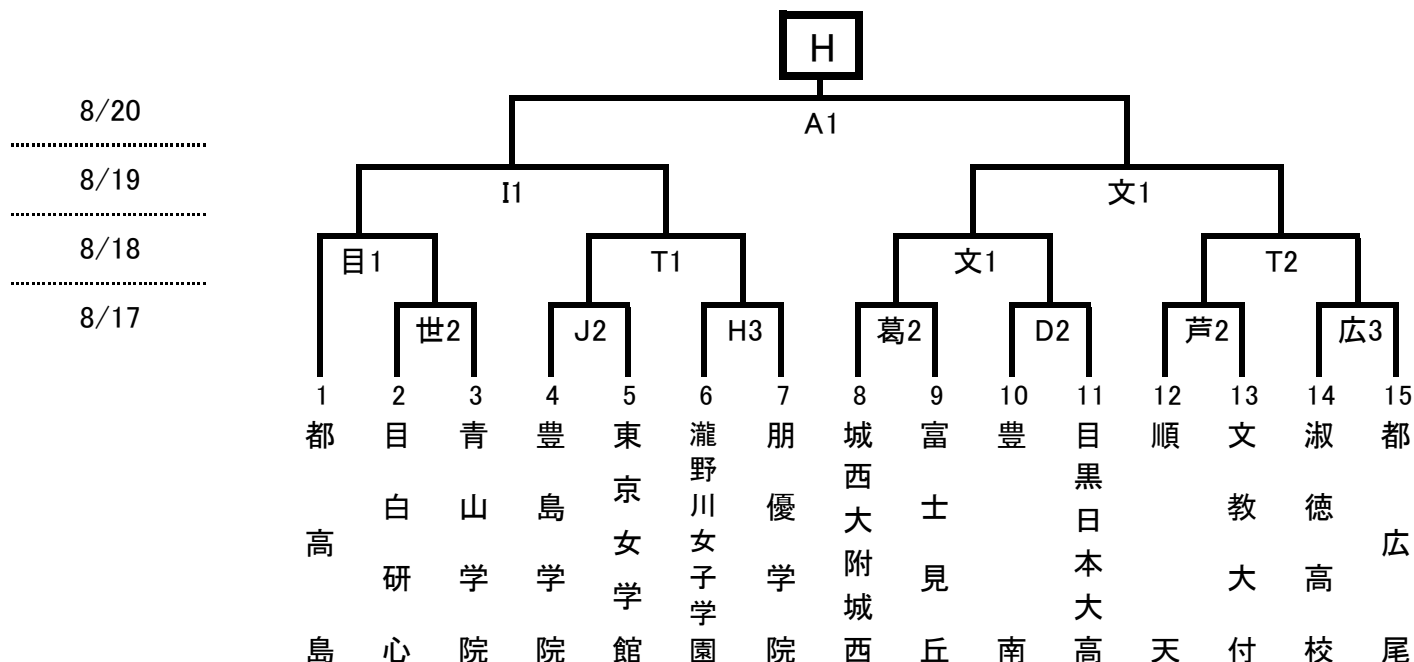 H
8/20
A1
8/19
I1
文1
8/18
目1
T1
文1
T2
8/17
世2
J2
H3
葛2
D2
芦2
広3
1 2 3 4 5 6 7 8 9 10 11 12 13 14 15
都高島
目白研心
青山学院
豊島学院
東京女学館
瀧野川女子学園
朋優学院
城西大附城西
富士見丘
豊南
目黒日本大高
順天
文教大付
淑徳高校
都広尾